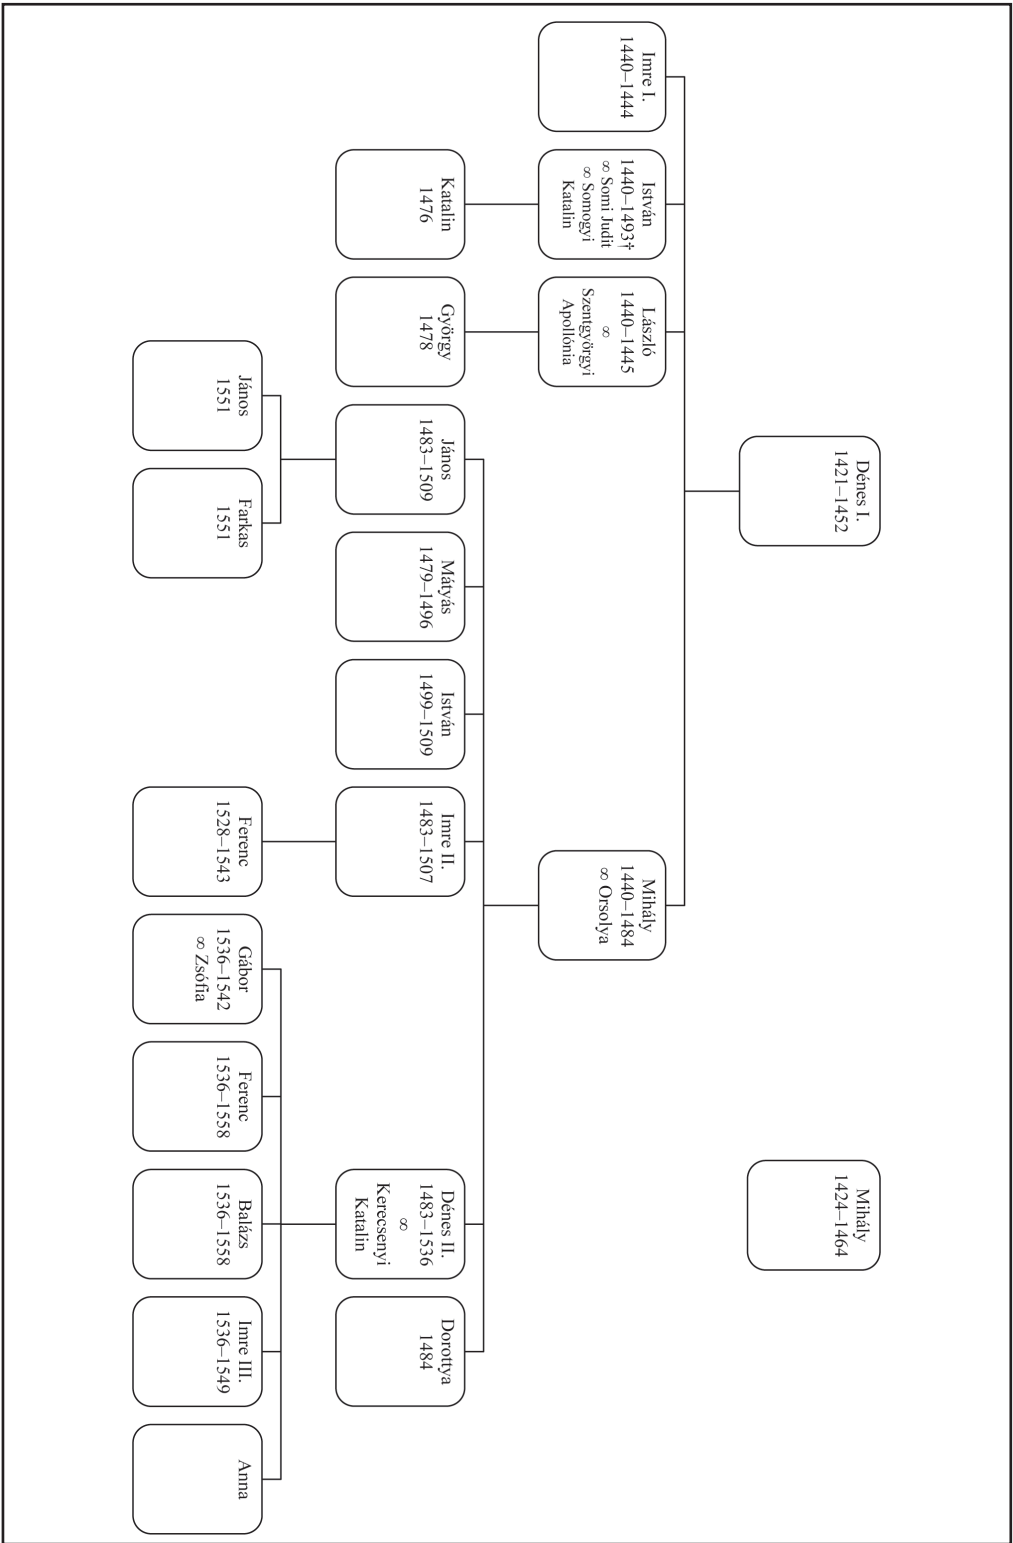 Dénes I.
1421–1452
Mihály
1424–1464
Imre I.
1440–1444
István
1440–1493†
∞ Somi Judit
∞ Somogyi
Katalin
László
1440–1445
∞
Szentgyörgyi
Apollónia
Mihály
1440–1484
∞ Orsolya
Katalin
1476
György
1478
János
1483–1509
Mátyás
1479–1496
István
1499–1509
Imre II.
1483–1507
Dénes II.
1483–1536
∞
Kerecsenyi
Katalin
Dorottya
1484
János
1551
Farkas
1551
Ferenc
1528–1543
Gábor
1536–1542
∞ Zsófia
Ferenc
1536–1558
Balázs
1536–1558
Imre III.
1536–1549
Anna